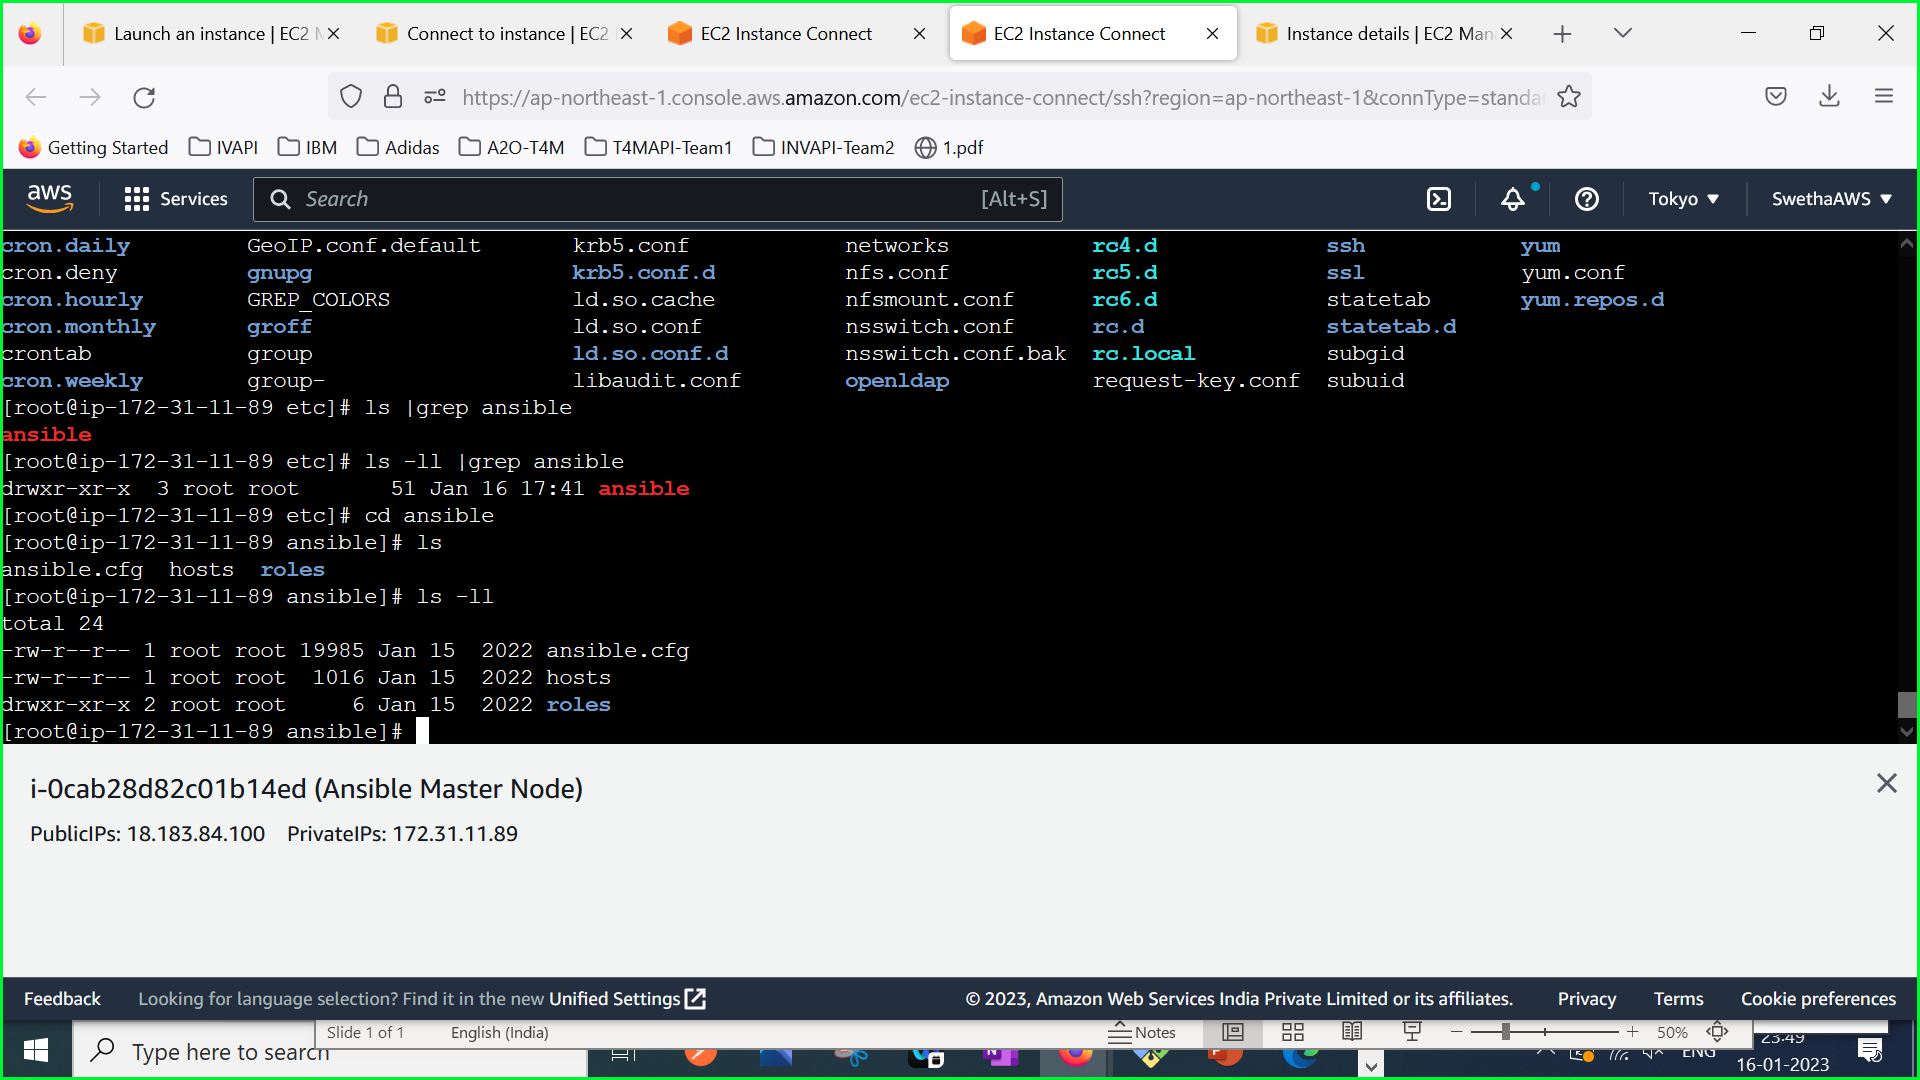 Launch an instance | EC2 M
Connect to instance | EC2
EC2 Instance Connect
EC2 Instance Connect
Instance details | EC2 Man
https://ap-northeast-1.console.aws.amazon.com/ec2-instance-connect/ssh?region=ap-northeast-1&connType=standa
Getting Started IVAPI IBM Adidas A2O-T4M T4MAPI-Team1 INVAPI-Team2 1.pdf
aws Services Search [Alt+S] Tokyo SwethaAWS
cron.daily GeoIP.conf.default krb5.conf networks rc4.d ssh yum
cron.deny gnupg krb5.conf.d nfs.conf rc5.d ssl yum.conf
cron.hourly GREP_COLORS ld.so.cache nfsmount.conf rc6.d statetab yum.repos.d
cron.monthly groff ld.so.conf nsswitch.conf rc.d statetab.d
crontab group ld.so.conf.d nsswitch.conf.bak rc.local subgid
cron.weekly group- libaudit.conf openldap request-key.conf subuid
[root@ip-172-31-11-89 etc]# ls |grep ansible
ansible
[root@ip-172-31-11-89 etc]# ls -ll |grep ansible
drwxr-xr-x 3 root root 51 Jan 16 17:41 ansible
[root@ip-172-31-11-89 etc]# cd ansible
[root@ip-172-31-11-89 ansible]# ls
ansible.cfg hosts roles
[root@ip-172-31-11-89 ansible]# ls -ll
total 24
-rw-r--r-- 1 root root 19985 Jan 15 2022 ansible.cfg
-rw-r--r-- 1 root root 1016 Jan 15 2022 hosts
drwxr-xr-x 2 root root 6 Jan 15 2022 roles
[root@ip-172-31-11-89 ansible]#
i-0cab28d82c01b14ed (Ansible Master Node)
PublicIPs: 18.183.84.100 PrivateIPs: 172.31.11.89
Feedback Looking for language selection? Find it in the new Unified Settings © 2023, Amazon Web Services India Private Limited or its affiliates. Privacy Terms Cookie preferences
Slide 1 of 1 English (India) Notes 50%
Type here to search ENG 23:49
16-01-2023